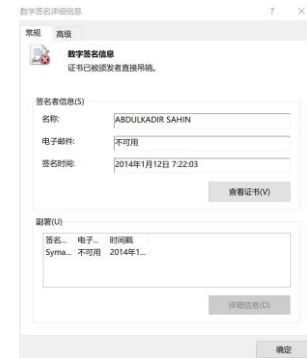 数字签名详细信息 ? ×
常规 高级
数字签名信息
证书已被颁发者直接吊销。
签名者信息(S)
名称: ABDULKADIR SAHIN
电子邮件: 不可用
签名时间: 2014年1月12日 7:22:03
查看证书(V)
副署(U)
签名... 电子... 时间戳
Syma... 不可用 2014年1...
详细信息(D)
确定